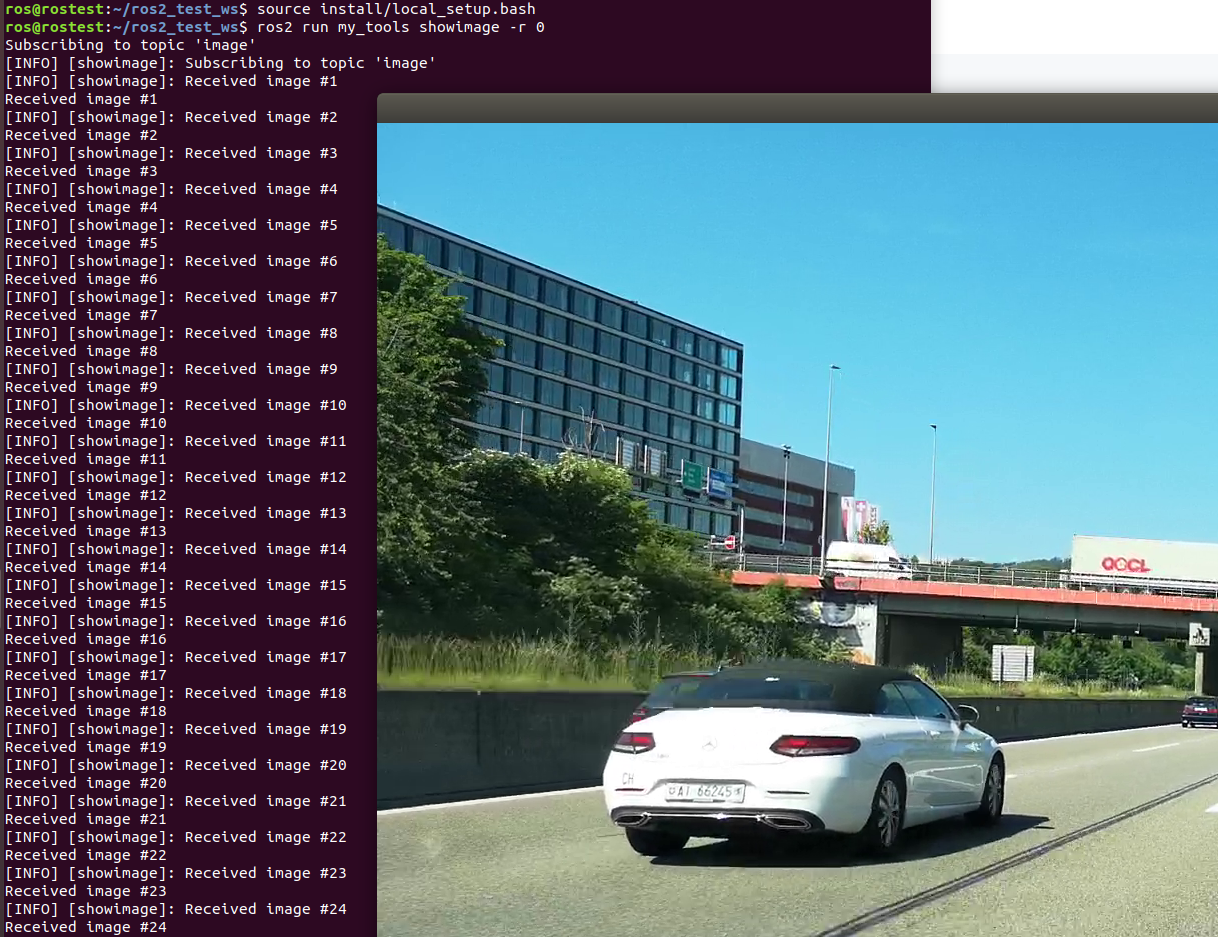 ros@rostest:~/ros2_test_ws$ source install/local_setup.bash
ros@rostest:~/ros2_test_ws$ ros2 run my_tools showimage -r 0
Subscribing to topic 'image'
[INFO] [showimage]: Subscribing to topic 'image'
[INFO] [showimage]: Received image #1
Received image #1
[INFO] [showimage]: Received image #2
Received image #2
[INFO] [showimage]: Received image #3
Received image #3
[INFO] [showimage]: Received image #4
Received image #4
[INFO] [showimage]: Received image #5
Received image #5
[INFO] [showimage]: Received image #6
Received image #6
[INFO] [showimage]: Received image #7
Received image #7
[INFO] [showimage]: Received image #8
Received image #8
[INFO] [showimage]: Received image #9
Received image #9
[INFO] [showimage]: Received image #10
Received image #10
[INFO] [showimage]: Received image #11
Received image #11
[INFO] [showimage]: Received image #12
Received image #12
[INFO] [showimage]: Received image #13
Received image #13
[INFO] [showimage]: Received image #14
Received image #14
[INFO] [showimage]: Received image #15
Received image #15
[INFO] [showimage]: Received image #16
Received image #16
[INFO] [showimage]: Received image #17
Received image #17
[INFO] [showimage]: Received image #18
Received image #18
[INFO] [showimage]: Received image #19
Received image #19
[INFO] [showimage]: Received image #20
Received image #20
[INFO] [showimage]: Received image #21
Received image #21
[INFO] [showimage]: Received image #22
Received image #22
[INFO] [showimage]: Received image #23
Received image #23
[INFO] [showimage]: Received image #24
Received image #24
OOCL
CH
AI 66245